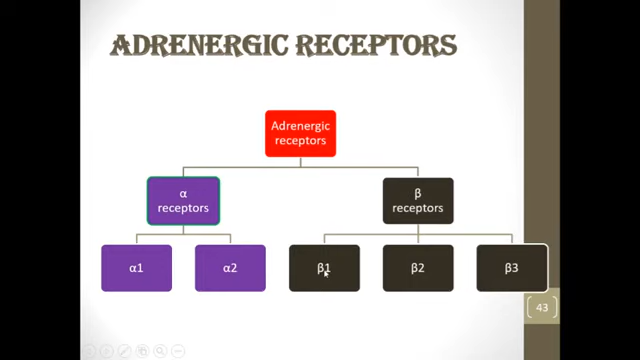 ADRENERGIC RECEPTORS
Adrenergic
receptors
α
receptors
β
receptors
α1
α2
β1
β2
β3
43